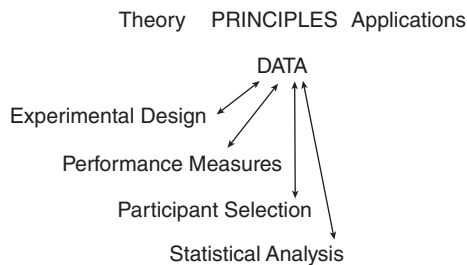 Theory PRINCIPLES Applications
DATA
Experimental Design
Performance Measures
Participant Selection
Statistical Analysis